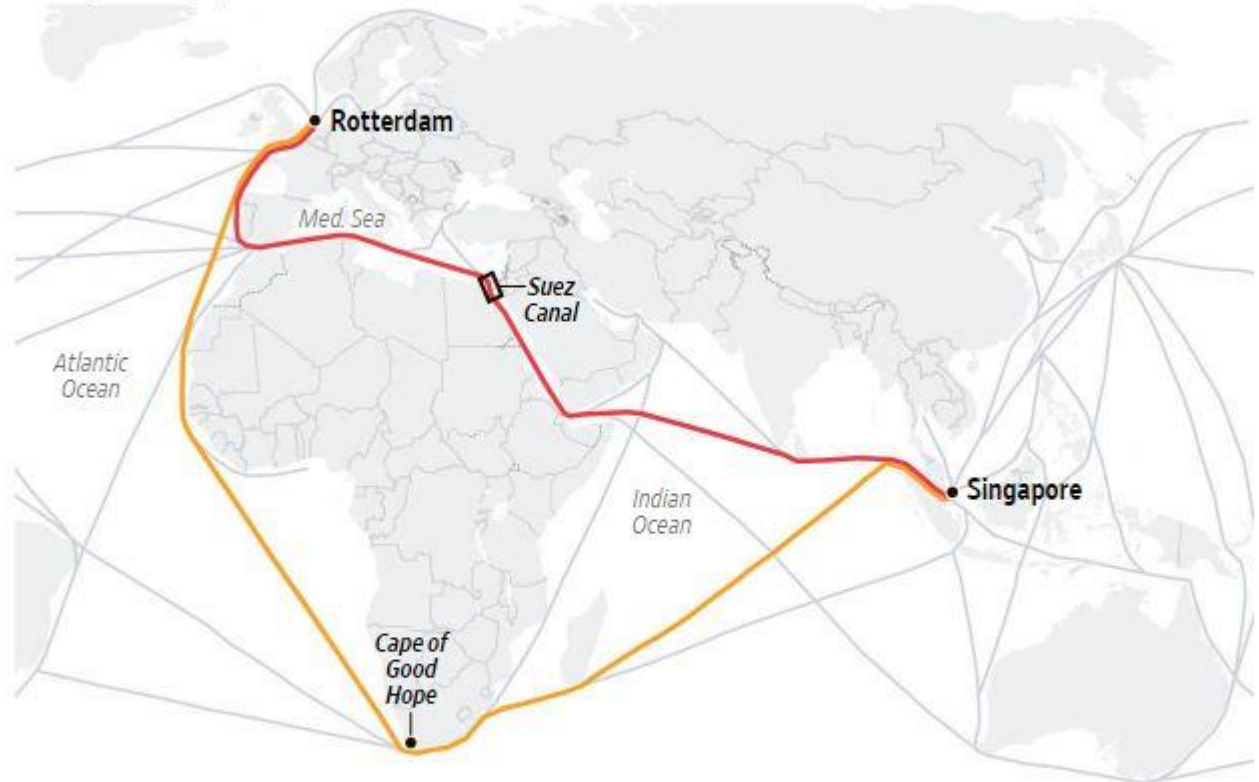 Rotterdam
Med. Sea
Suez
Canal
Atlantic
Ocean
Singapore
Indian
Ocean
Cape of
Good
Hope